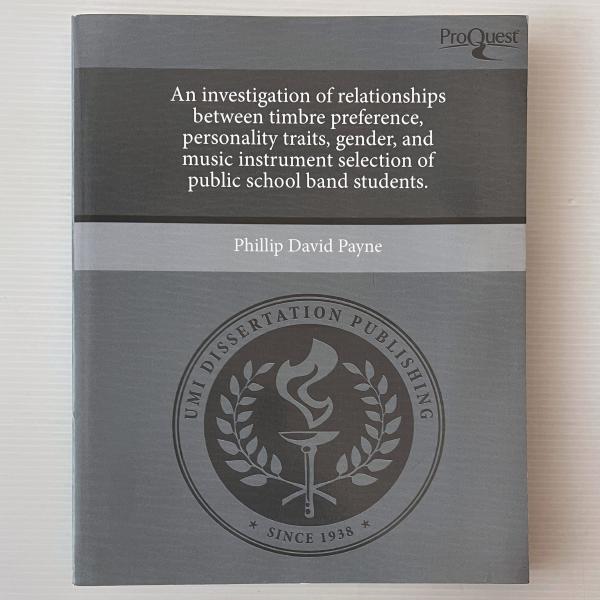 ProQuest
An investigation of relationships
between timbre preference,
personality traits, gender, and
music instrument selection of
public school band students.
Phillip David Payne
UMI DISSERTATION PUBLISHING
★ SINCE 1938 ★